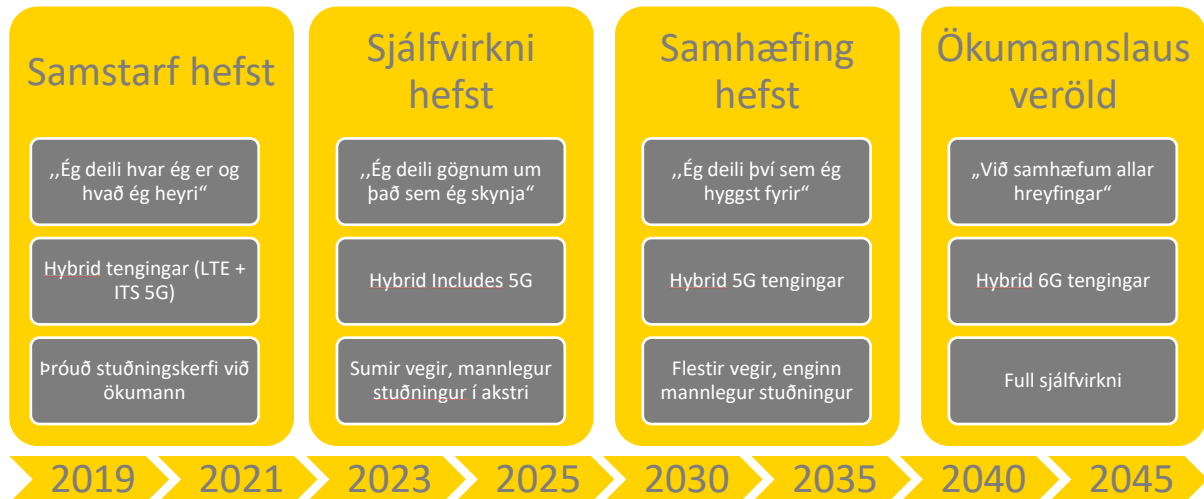 Samstarf hefst
,,Ég deili hvar ég er og
hvað ég heyri“
Hybrid tengingar (LTE +
ITS 5G)
Þróuð stuðningskerfi við
ökumann
Sjálfvirkni
hefst
,,Ég deili gögnum um
það sem ég skynja“
Hybrid Includes 5G
Sumir vegir, mannlegur
stuðningur í akstri
Samhæfing
hefst
,,Ég deili því sem ég
hyggst fyrir“
Hybrid 5G tengingar
Flestir vegir, enginn
mannlegur stuðningur
Ökumannslaus
veröld
„Við samhæfum allar
hreyfingar“
Hybrid 6G tengingar
Full sjálfvirkni
2019 2021 2023 2025 2030 2035 2040 2045